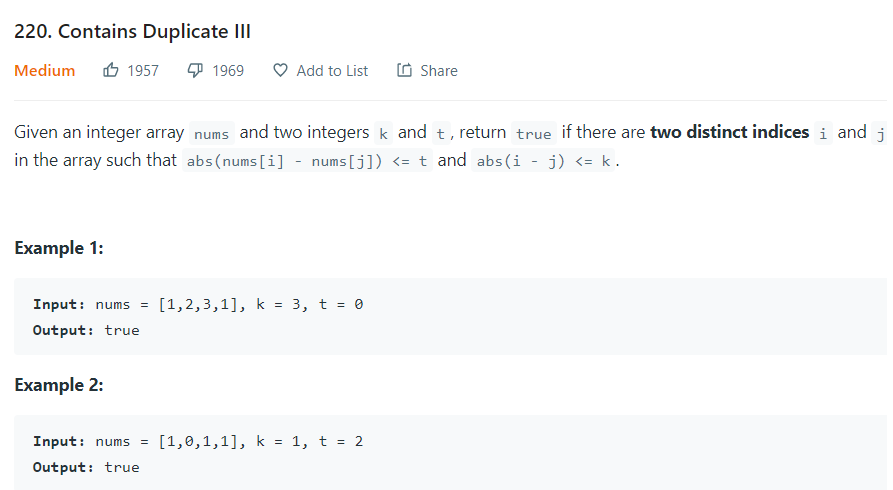 220. Contains Duplicate III
Medium 1957 1969 Add to List Share
Given an integer array nums and two integers k and t, return true if there are two distinct indices i and j
in the array such that abs(nums[i] - nums[j]) <= t and abs(i - j) <= k.
Example 1:
Input: nums = [1,2,3,1], k = 3, t = 0
Output: true
Example 2:
Input: nums = [1,0,1,1], k = 1, t = 2
Output: true